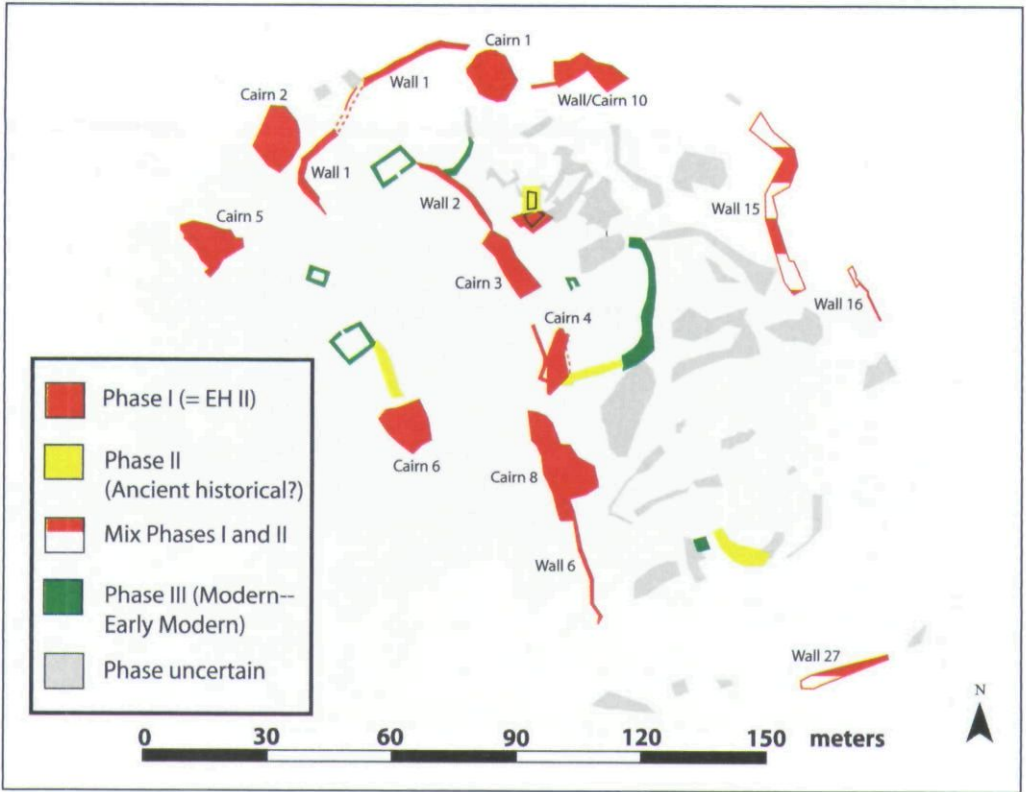 Cairn 1
Wall 1
Cairn 2
Wall/Cairn 10
Wall 1
Wall 2
Wall 15
Cairn 5
Cairn 3
Wall 16
Cairn 4
Phase I (= EH II)
Phase II
(Ancient historical?)
Mix Phases I and II
Phase III (Modern--
Early Modern)
Phase uncertain
Cairn 6
Cairn 8
Wall 6
Wall 27
N
0 30 60 90 120 150 meters